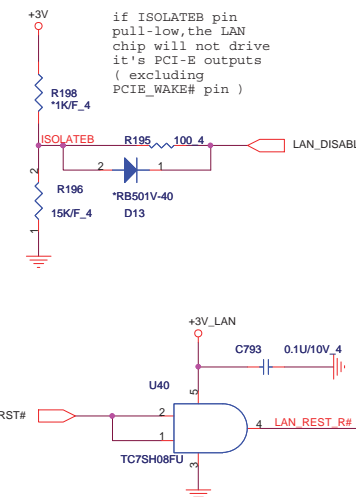 +3V
if ISOLATEB pin
pull-low,the LAN
chip will not drive
it's PCI-E outputs
( excluding
PCIE_WAKE# pin )
R198
*1K/F_4
ISOLATEB
R195
100_4
LAN_DISABL
2
1
*RB501V-40
D13
2
R196
15K/F_4
1
+3V_LAN
C793
0.1U/10V_4
U40
5
RST#
2
1
4
LAN_REST_R#
TC7SH08FU
3